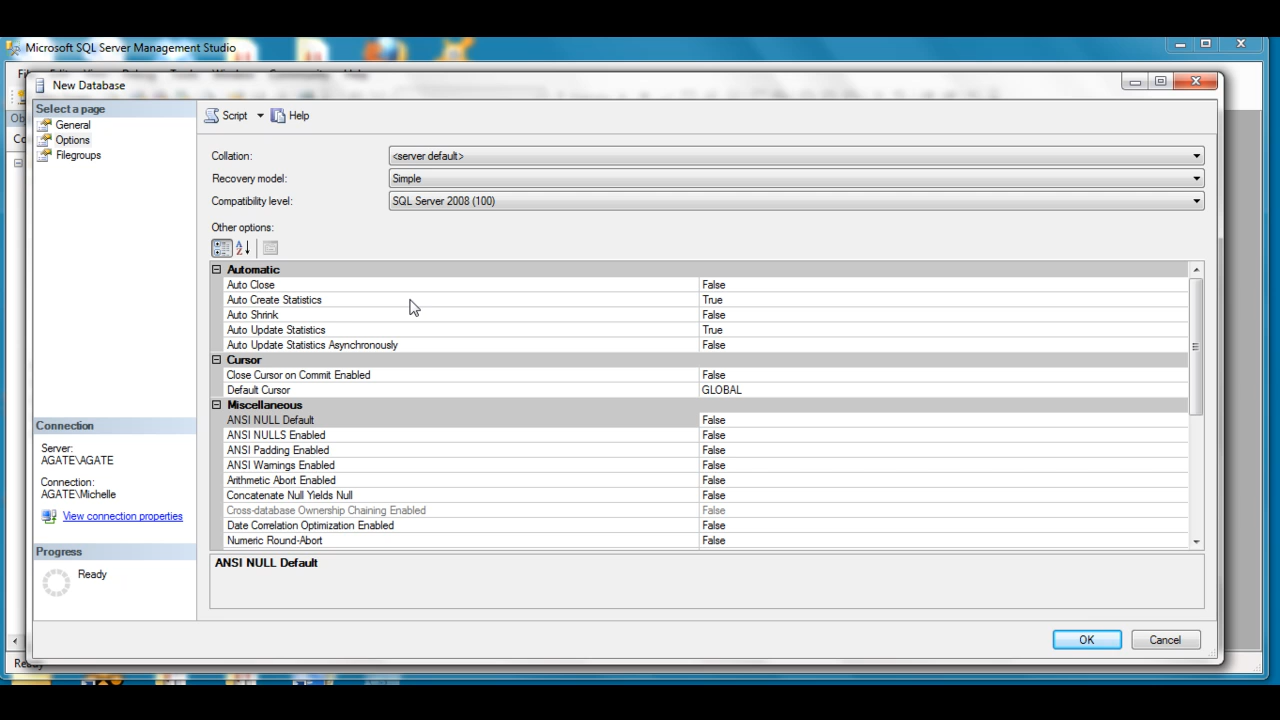 Microsoft SQL Server Management Studio
New Database
Select a page
General
Options
Filegroups
Script
Help
Collation:
<server default>
Recovery model:
Simple
Compatibility level:
SQL Server 2008 (100)
Other options:
Automatic
Auto Close False
Auto Create Statistics True
Auto Shrink False
Auto Update Statistics True
Auto Update Statistics Asynchronously False
Cursor
Close Cursor on Commit Enabled False
Default Cursor GLOBAL
Miscellaneous
ANSI NULL Default False
ANSI NULLS Enabled False
ANSI Padding Enabled False
ANSI Warnings Enabled False
Arithmetic Abort Enabled False
Concatenate Null Yields Null False
Cross-database Ownership Chaining Enabled False
Date Correlation Optimization Enabled False
Numeric Round-Abort False
ANSI NULL Default
Connection
Server:
AGATE\AGATE
Connection:
AGATE\Michelle
View connection properties
Progress
Ready
OK
Cancel